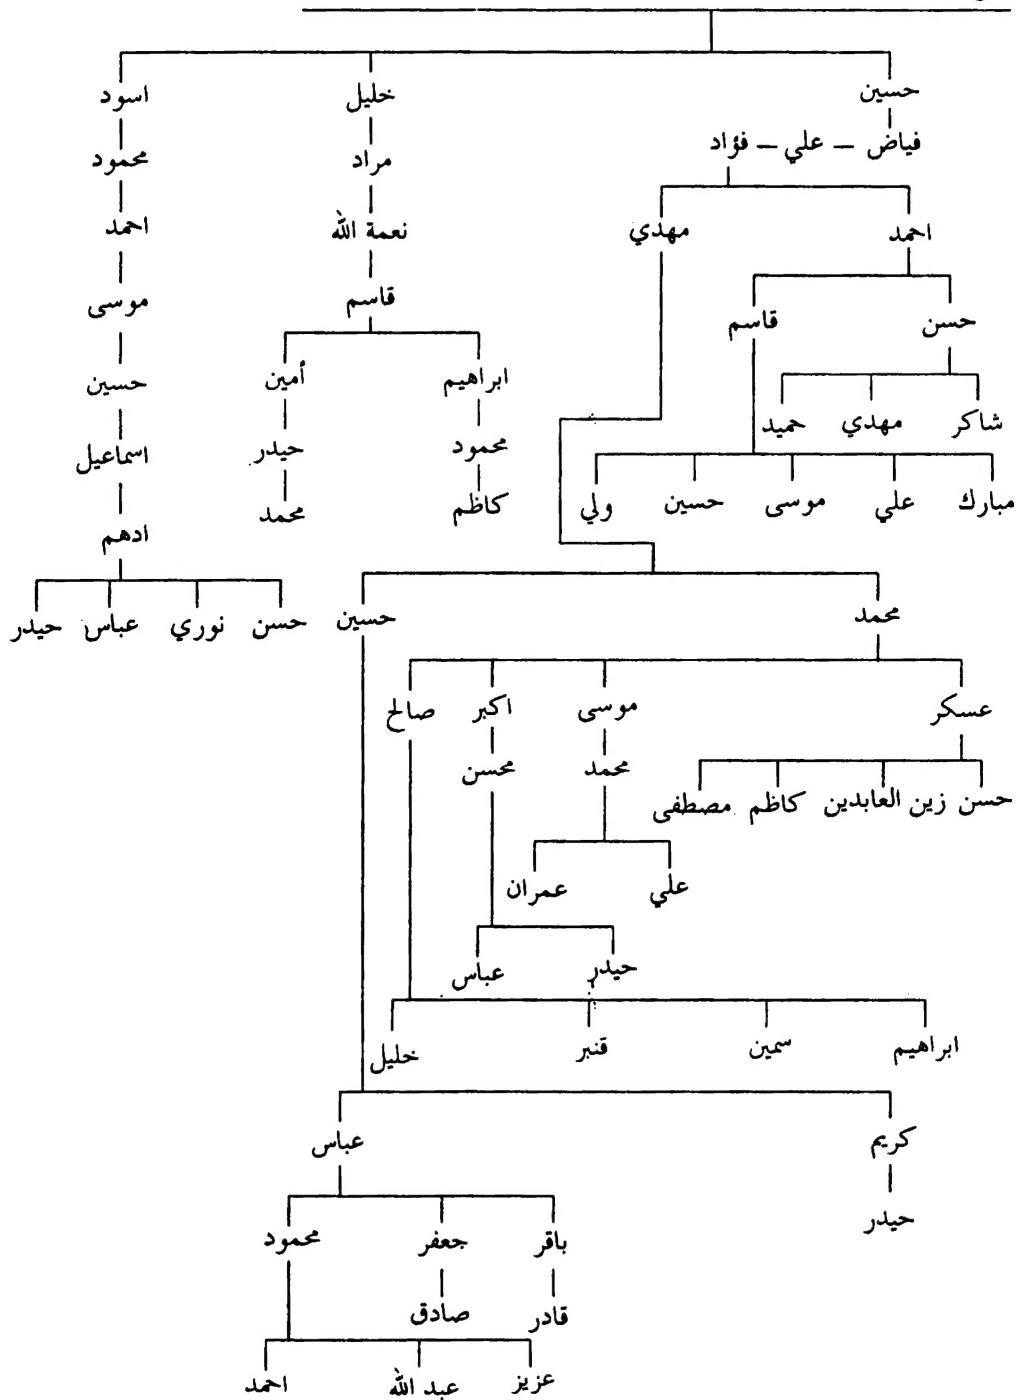 حسين خليل اسود
فياض – علي – فؤاد
مراد محمود
احمد مهدي نعمة الله احمد
قاسم موسى
حسن قاسم
ابراهيم أمين حسين
شاكر مهدي حميد
محمود حيدر اسماعيل
مبارك علي موسى حسين ولي كاظم محمد
ادهم
محمد حسين حسن نوري عباس حيدر
عسكر موسى اكبر صالح
محمد محسن
حسن زين العابدين كاظم مصطفى
علي عمران
حيدر عباس
ابراهيم سمين قنبر خليل
كريم عباس
حيدر
باقر جعفر محمود
قادر صادق
عزيز عبد الله احمد